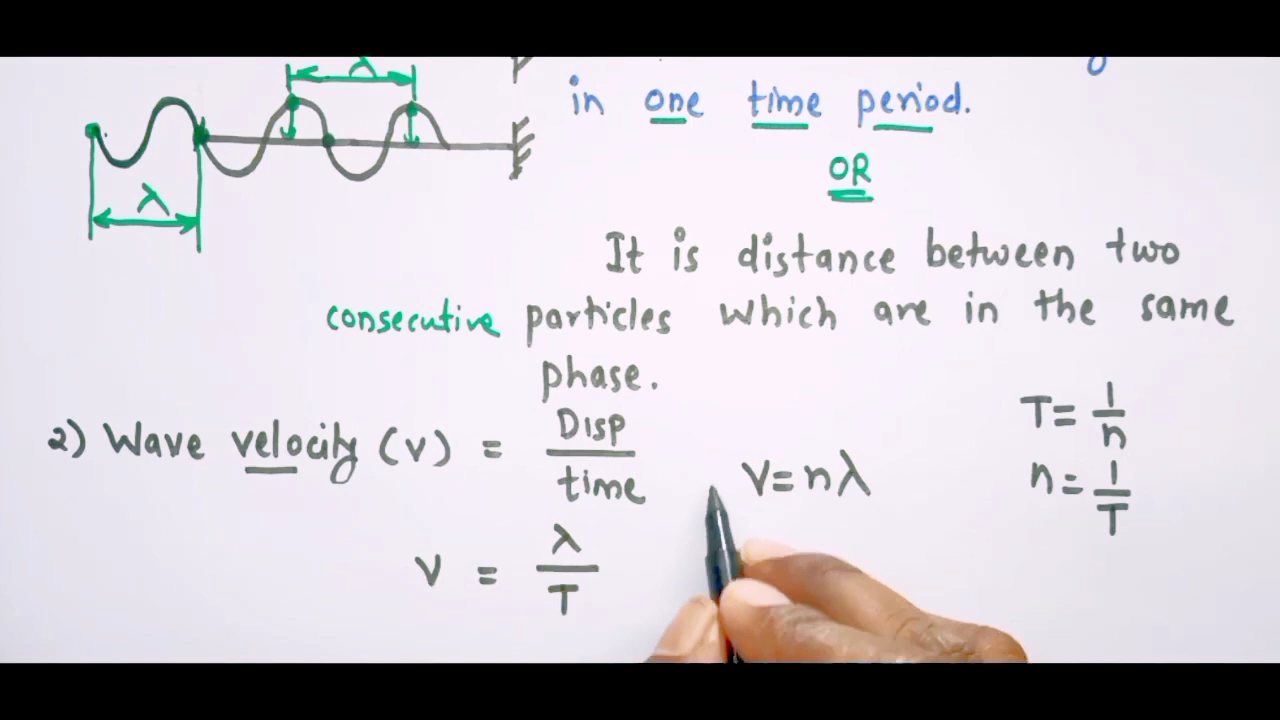 λ
in one time period.
OR
λ
It is distance between two
consecutive particles which are in the same
phase.
T = 1/n
2) Wave velocity (v) = Disp/time
V = nλ
n = 1/T
v = λ/T